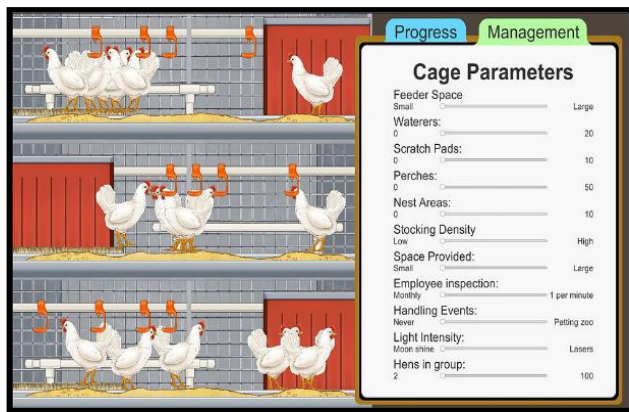 Progress Management
Cage Parameters
Feeder Space
Small Large
Waterers:
0 20
Scratch Pads:
0 10
Perches:
0 50
Nest Areas:
0 10
Stocking Density
Low High
Space Provided:
Small Large
Employee inspection:
Monthly 1 per minute
Handling Events:
Never Petting zoo
Light Intensity:
Moon shine Lasers
Hens in group:
2 100